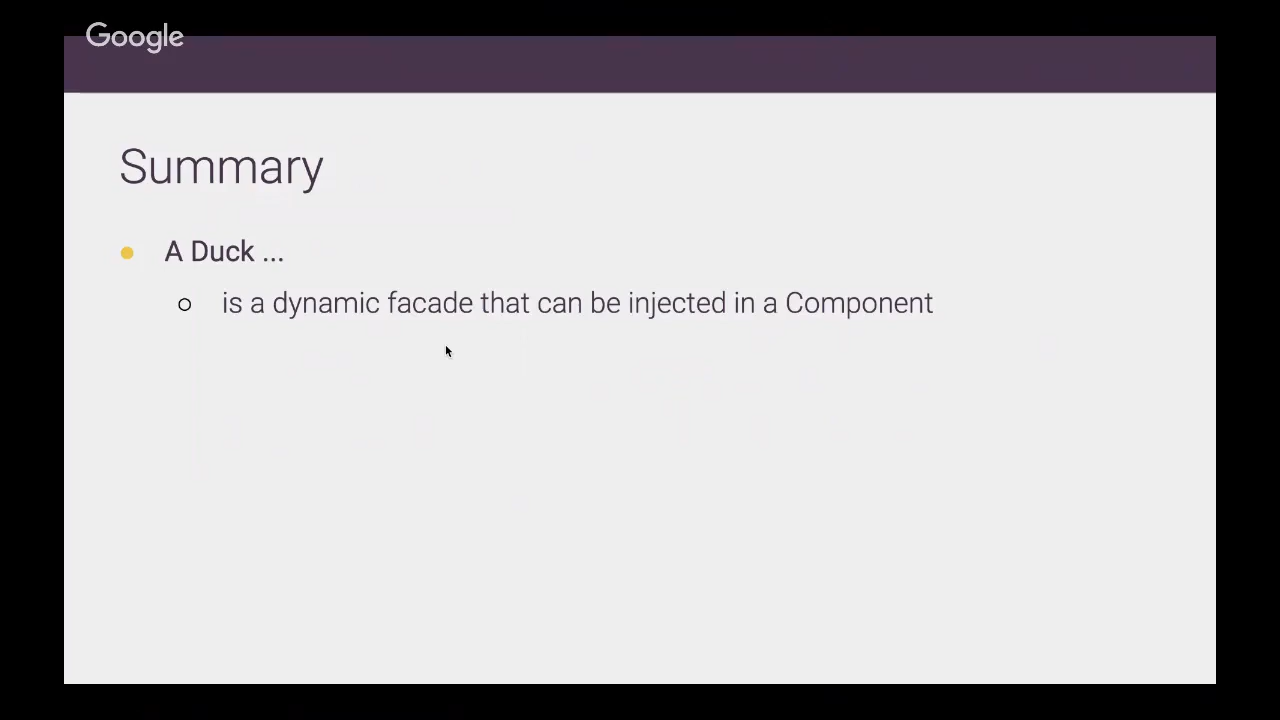 Google
Summary
A Duck ...
is a dynamic facade that can be injected in a Component